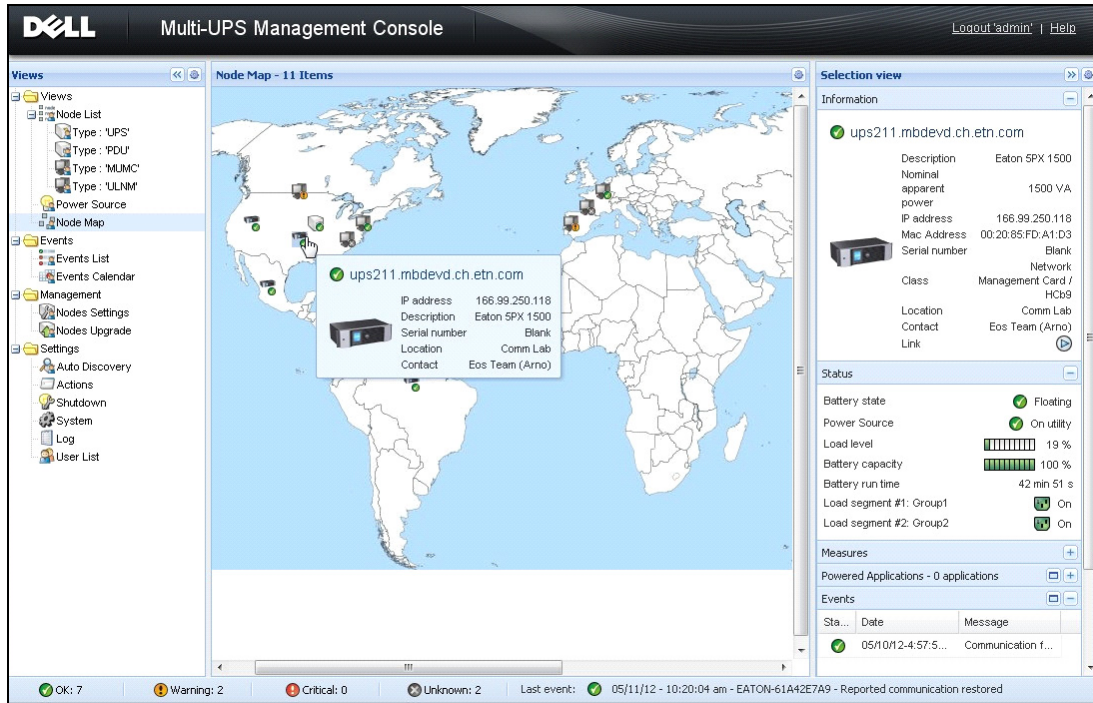 DELL
Multi-UPS Management Console
Logout 'admin' | Help
Views
Views
Node List
Type : 'UPS'
Type : 'PDU'
Type : 'MUMC'
Type : 'ULNM'
Power Source
Node Map
Events
Events List
Events Calendar
Management
Nodes Settings
Nodes Upgrade
Settings
Auto Discovery
Actions
Shutdown
System
Log
User List
Node Map - 11 Items
ups211.mbdevd.ch.etn.com
IP address 166.99.250.118
Description Eaton 5PX 1500
Serial number Blank
Location Comm Lab
Contact Eos Team (Arno)
Selection view
Information
ups211.mbdevd.ch.etn.com
Description Eaton 5PX 1500
Nominal
apparent 1500 VA
power
IP address 166.99.250.118
Mac Address 00:20:85:FD:A1:D3
Serial number Blank
Network
Class Management Card /
HCb9
Location Comm Lab
Contact Eos Team (Arno)
Link
Status
Battery state Floating
Power Source On utility
Load level 19 %
Battery capacity 100 %
Battery run time 42 min 51 s
Load segment #1: Group1 On
Load segment #2: Group2 On
Measures
Powered Applications - 0 applications
Events
Sta... Date Message
05/10/12-4:57:5... Communication f...
OK: 7 Warning: 2 Critical: 0 Unknown: 2 Last event: 05/11/12 - 10:20:04 am - EATON-61A42E7A9 - Reported communication restored